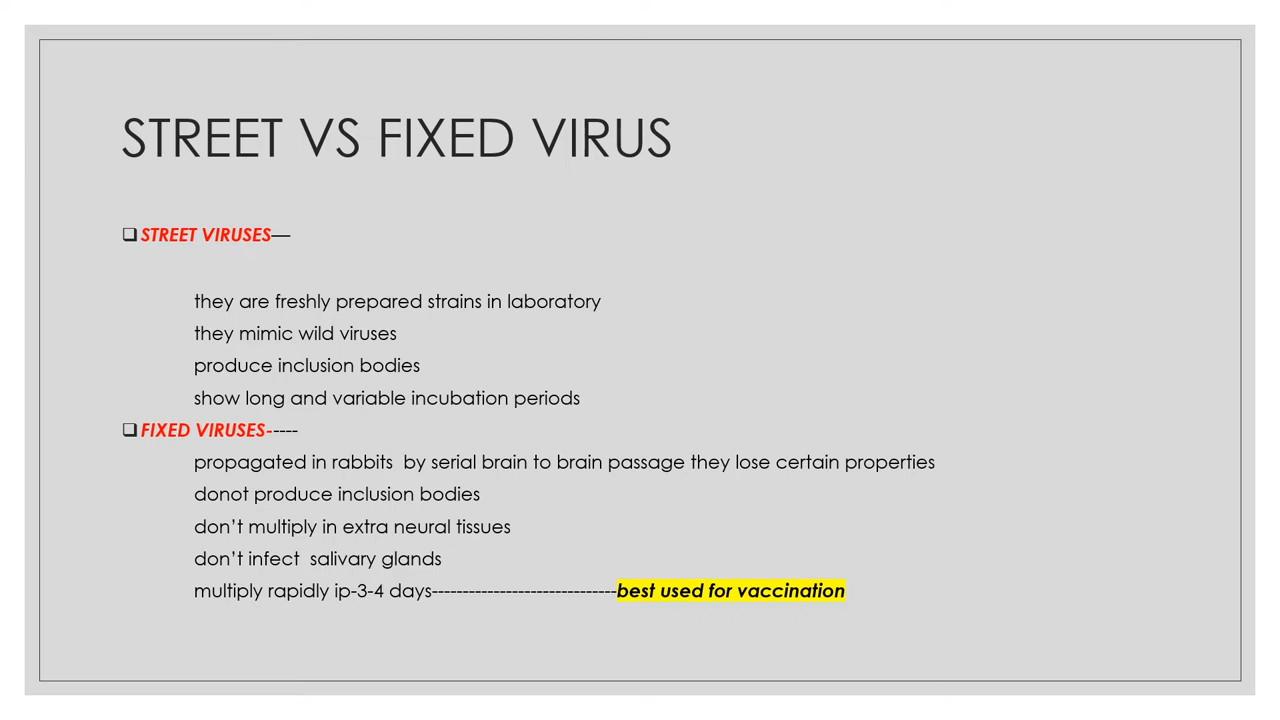 STREET VS FIXED VIRUS
❑STREET VIRUSES—
they are freshly prepared strains in laboratory
they mimic wild viruses
produce inclusion bodies
show long and variable incubation periods
❑FIXED VIRUSES-----
propagated in rabbits  by serial brain to brain passage they lose certain properties
donot produce inclusion bodies
don’t multiply in extra neural tissues
don’t infect  salivary glands
multiply rapidly ip-3-4 days------------------------------best used for vaccination